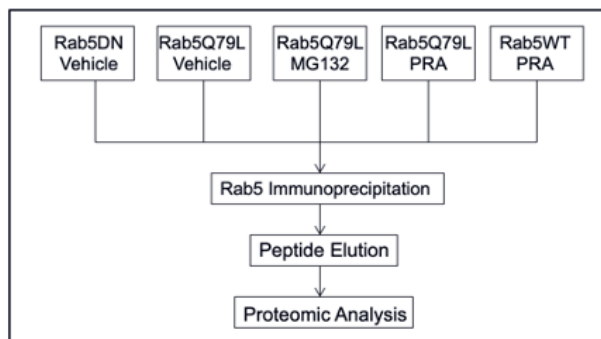 Rab5DN
Vehicle
Rab5Q79L
Vehicle
Rab5Q79L
MG132
Rab5Q79L
PRA
Rab5WT
PRA
Rab5 Immunoprecipitation
Peptide Elution
Proteomic Analysis